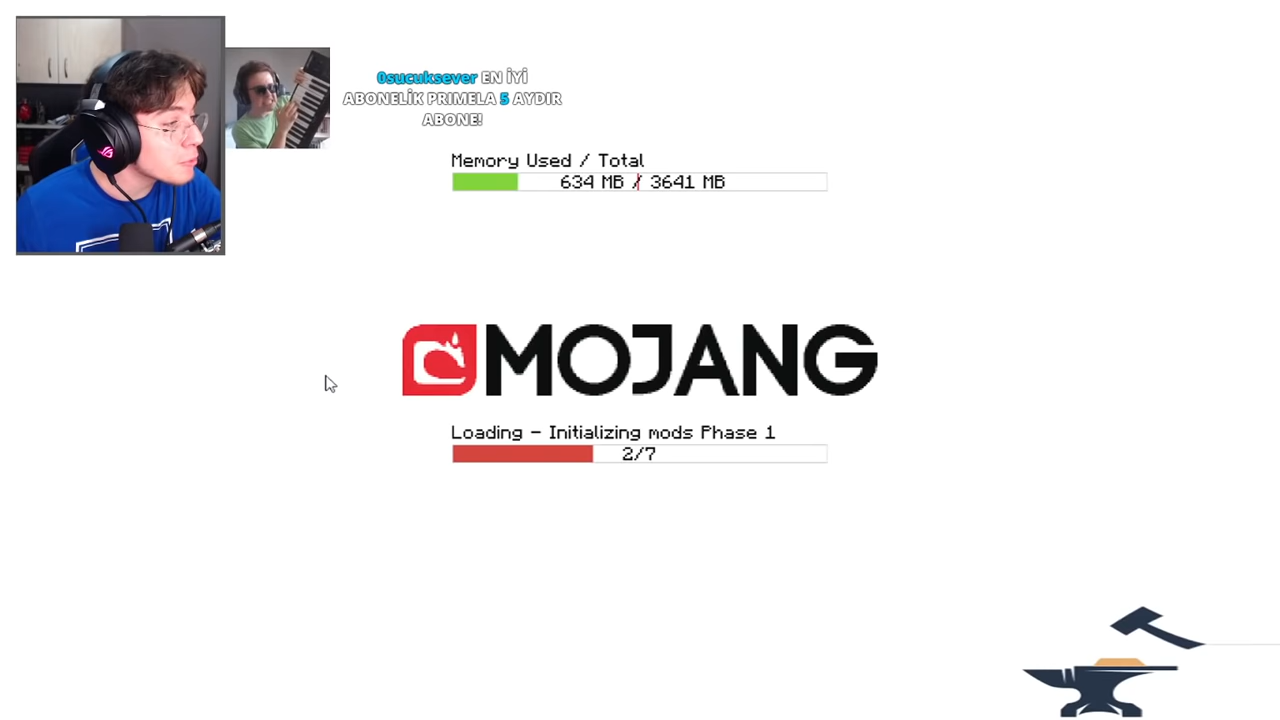 0sucuksever EN İYİ
ABONELİK PRIMELA 5 AYDIR
ABONE!
Memory Used / Total
634 MB / 3641 MB
MOJANG
Loading - Initializing mods Phase 1
2/7